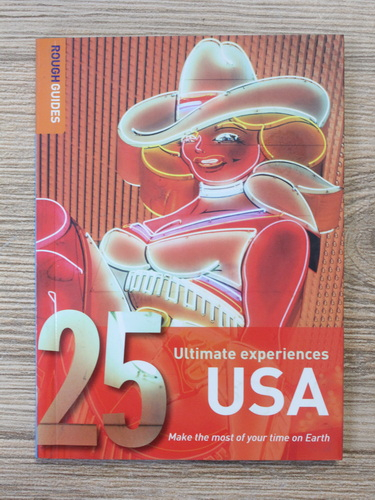 ROUGH GUIDES
25
Ultimate experiences
USA
Make the most of your time on Earth